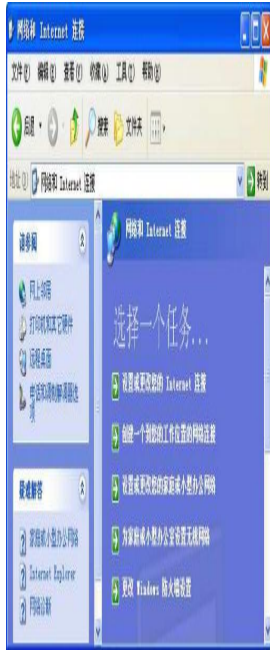 网络和 Internet 连接
文件(F) 编辑(E) 查看(V) 收藏(A) 工具(T) 帮助(H)
后退 搜索 文件夹
地址(D) 网络和 Internet 连接 转到
请参阅
网上邻居
打印机和其它硬件
远程桌面
电话和调制解调器选项
疑难解答
家庭或小型办公网络
Internet Explorer
网络诊断
网络和 Internet 连接
选择一个任务...
设置或更改您的 Internet 连接
创建一个到您的工作位置的网络连接
设置或更改您的家庭或小型办公网络
为家庭或小型办公室设置无线网络
更改 Windows 防火墙设置